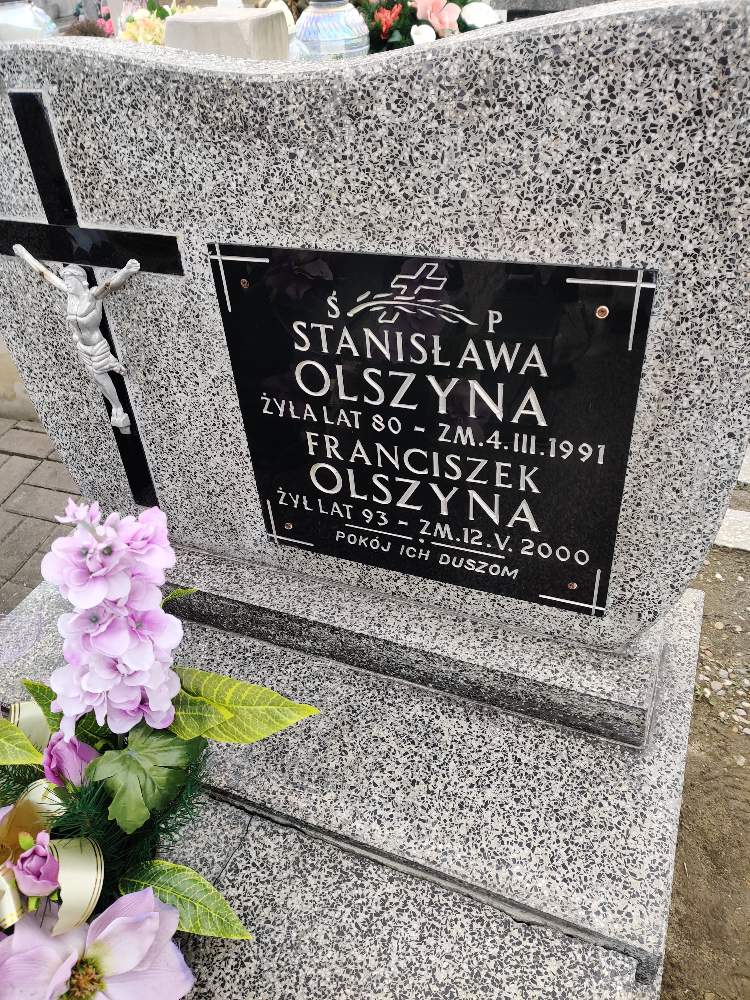 Ś P
STANISŁAWA
OLSZYNA
ŻYŁA LAT 80 - ZM. 4. III. 1991
FRANCISZEK
OLSZYNA
ŻYŁ LAT 93 - ZM. 12. V. 2000
POKÓJ ICH DUSZOM